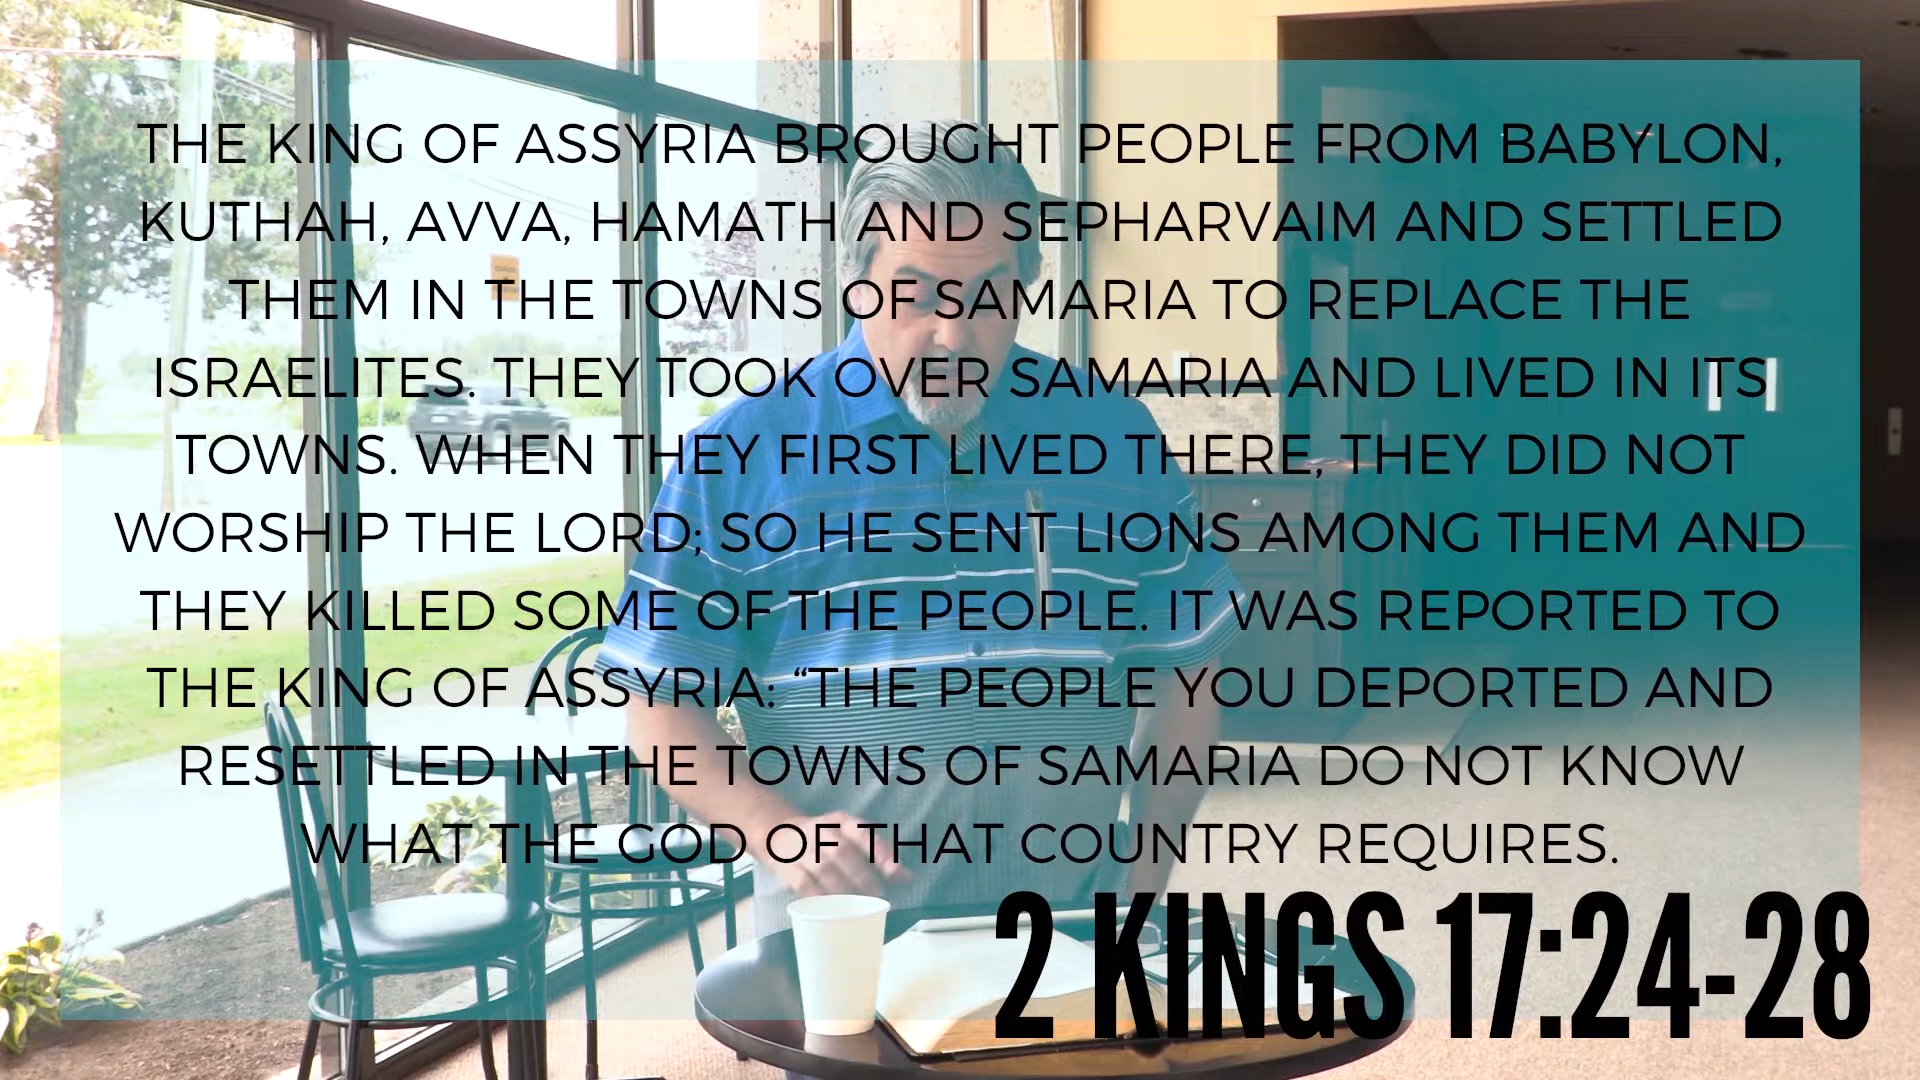 THE KING OF ASSYRIA BROUGHT PEOPLE FROM BABYLON,
KUTHAH, AVVA, HAMATH AND SEPHARVAIM AND SETTLED
THEM IN THE TOWNS OF SAMARIA TO REPLACE THE
ISRAELITES. THEY TOOK OVER SAMARIA AND LIVED IN ITS
TOWNS. WHEN THEY FIRST LIVED THERE, THEY DID NOT
WORSHIP THE LORD; SO HE SENT LIONS AMONG THEM AND
THEY KILLED SOME OF THE PEOPLE. IT WAS REPORTED TO
THE KING OF ASSYRIA: “THE PEOPLE YOU DEPORTED AND
RESETTLED IN THE TOWNS OF SAMARIA DO NOT KNOW
WHAT THE GOD OF THAT COUNTRY REQUIRES.
2 KINGS 17:24-28